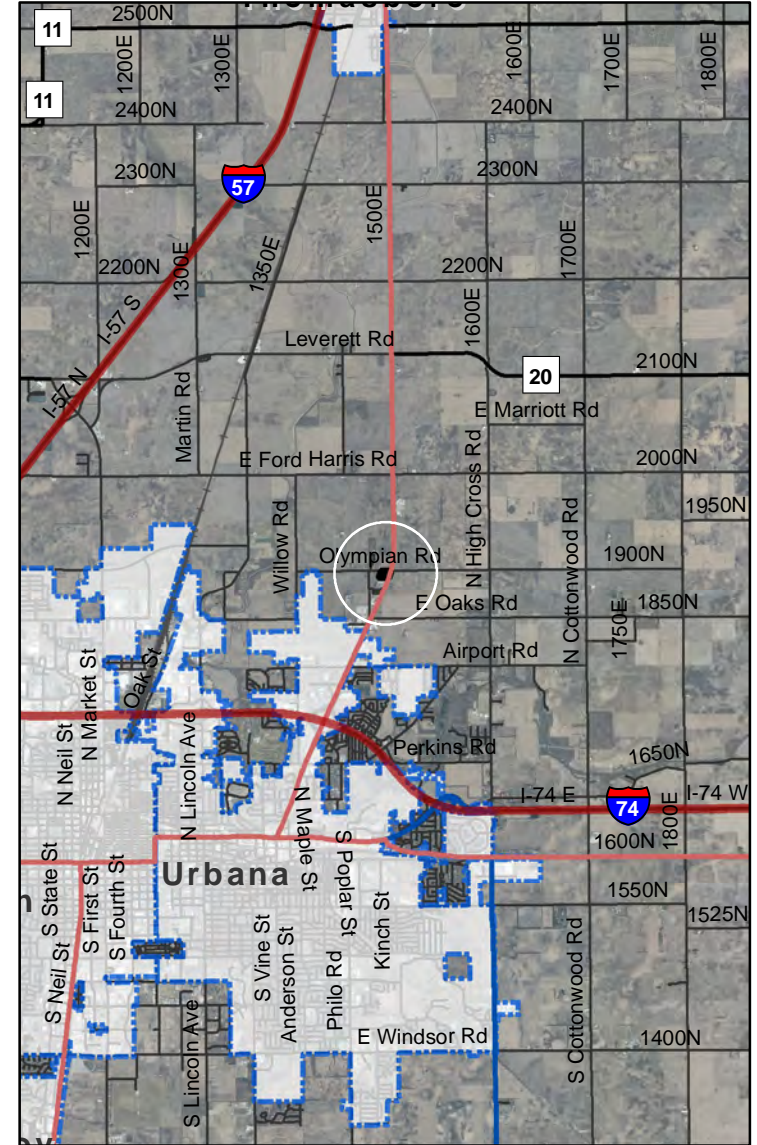 2500N
11
1200E
1300E
1600E
1700E
1800E
11
2400N
2400N
2300N
2300N
57
1200E
1300E
1350E
1500E
1700E
2200N
2200N
I-57 S
1600E
Leverett Rd
2100N
20
I-57 N
Martin Rd
E Marriott Rd
E Ford Harris Rd
N High Cross Rd
2000N
1950N
Willow Rd
Olympian Rd
N Cottonwood Rd
1900N
E Oaks Rd
1850N
1750E
Airport Rd
N Market St
Oak St
N Neil St
N Lincoln Ave
Perkins Rd
1650N
I-74 E
74
I-74 W
1800E
N Maple St
1600N
S State St
S First St
S Fourth St
Urbana
S Poplar St
Kinch St
1550N
1525N
n
S Neil St
S Vine St
Anderson St
Philo Rd
S Lincoln Ave
E Windsor Rd
S Cottonwood Rd
1400N